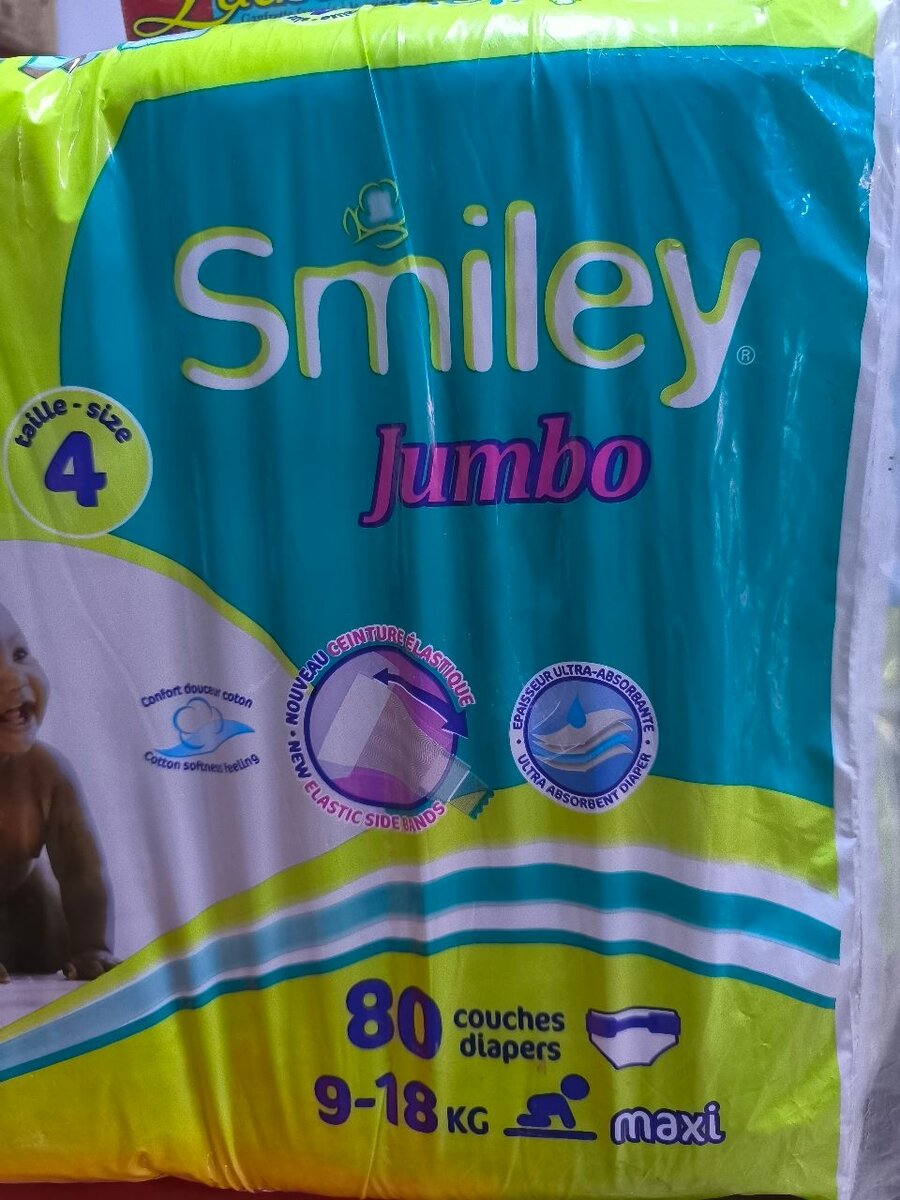 Smiley
®
Jumbo
taille - size
4
Confort douceur coton
Cotton softness feeling
NOUVEAU CEINTURE ÉLASTIQUE
NEW ELASTIC SIDE BANDS
ÉPAISSEUR ULTRA-ABSORBANTE
ULTRA ABSORBENT DIAPER
80 couches
diapers
9-18 KG
maxi